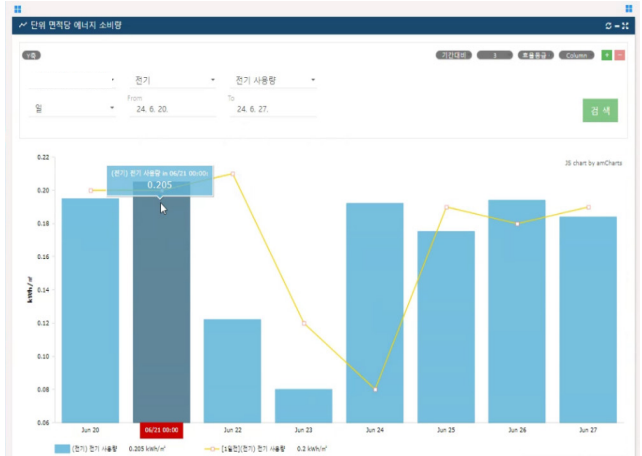 단위 면적당 에너지 소비량
Y축
기간대비 3 효율등급 Column + -
전기 전기 사용량
일 From 24. 6. 20. To 24. 6. 27.
검 색
JS chart by amCharts
0.22
0.20
0.18
0.16
0.14
0.12
0.10
0.08
0.06
kWh/㎡
(전기) 전기 사용량 in 06/21 00:00:
0.205
Jun 20 06/21 00:00 Jun 22 Jun 23 Jun 24 Jun 25 Jun 26 Jun 27
(전기) 전기 사용량 0.205 kWh/㎡ [1일전](전기) 전기 사용량 0.2 kWh/㎡